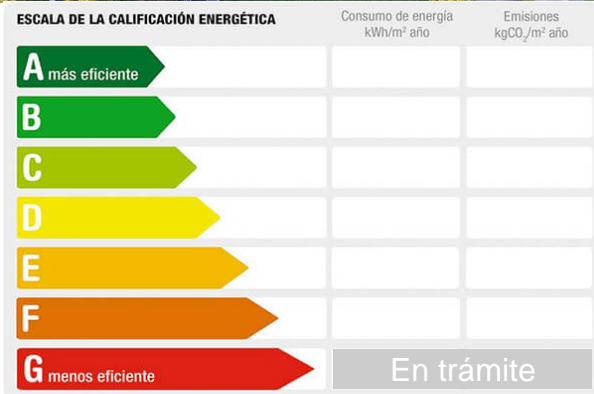 ESCALA DE LA CALIFICACIÓN ENERGÉTICA
Consumo de energía
kWh/m² año
Emisiones
kgCO₂/m² año
A más eficiente
B
C
D
E
F
G menos eficiente
En trámite